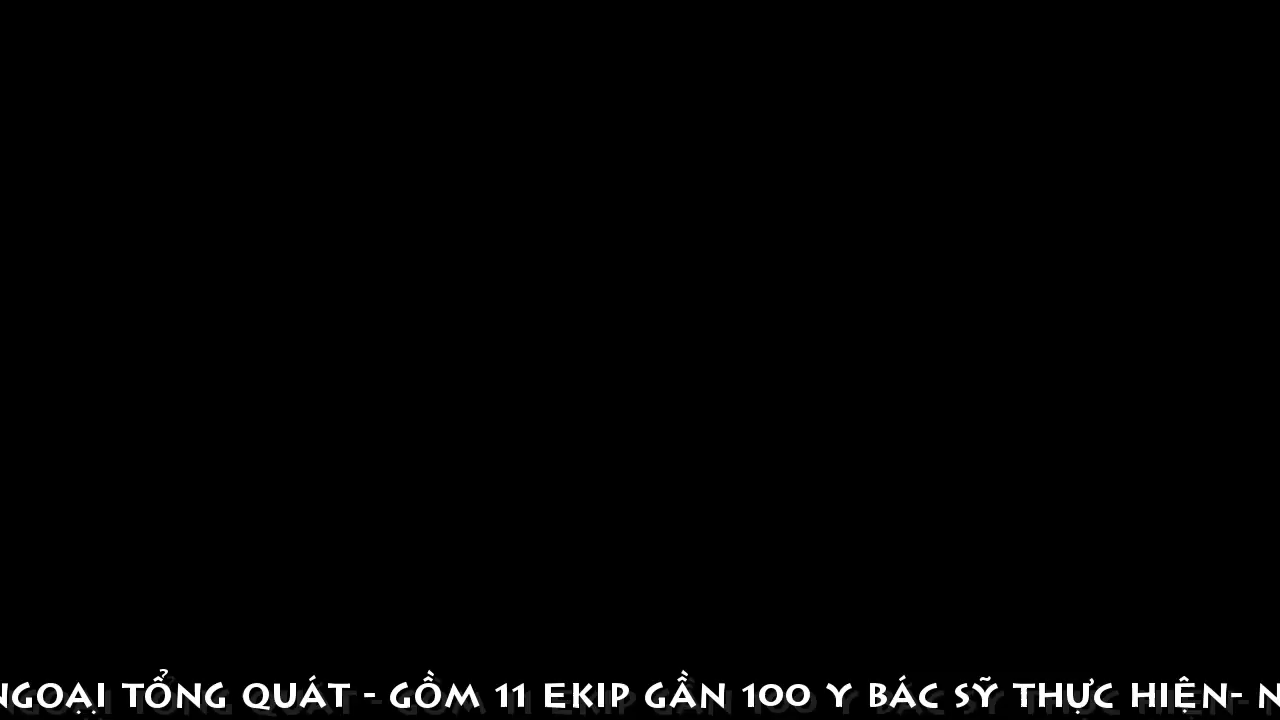 NGOẠI TỔNG QUÁT - GỒM 11 EKIP GẦN 100 Y BÁC SỸ THỰC HIỆN- N